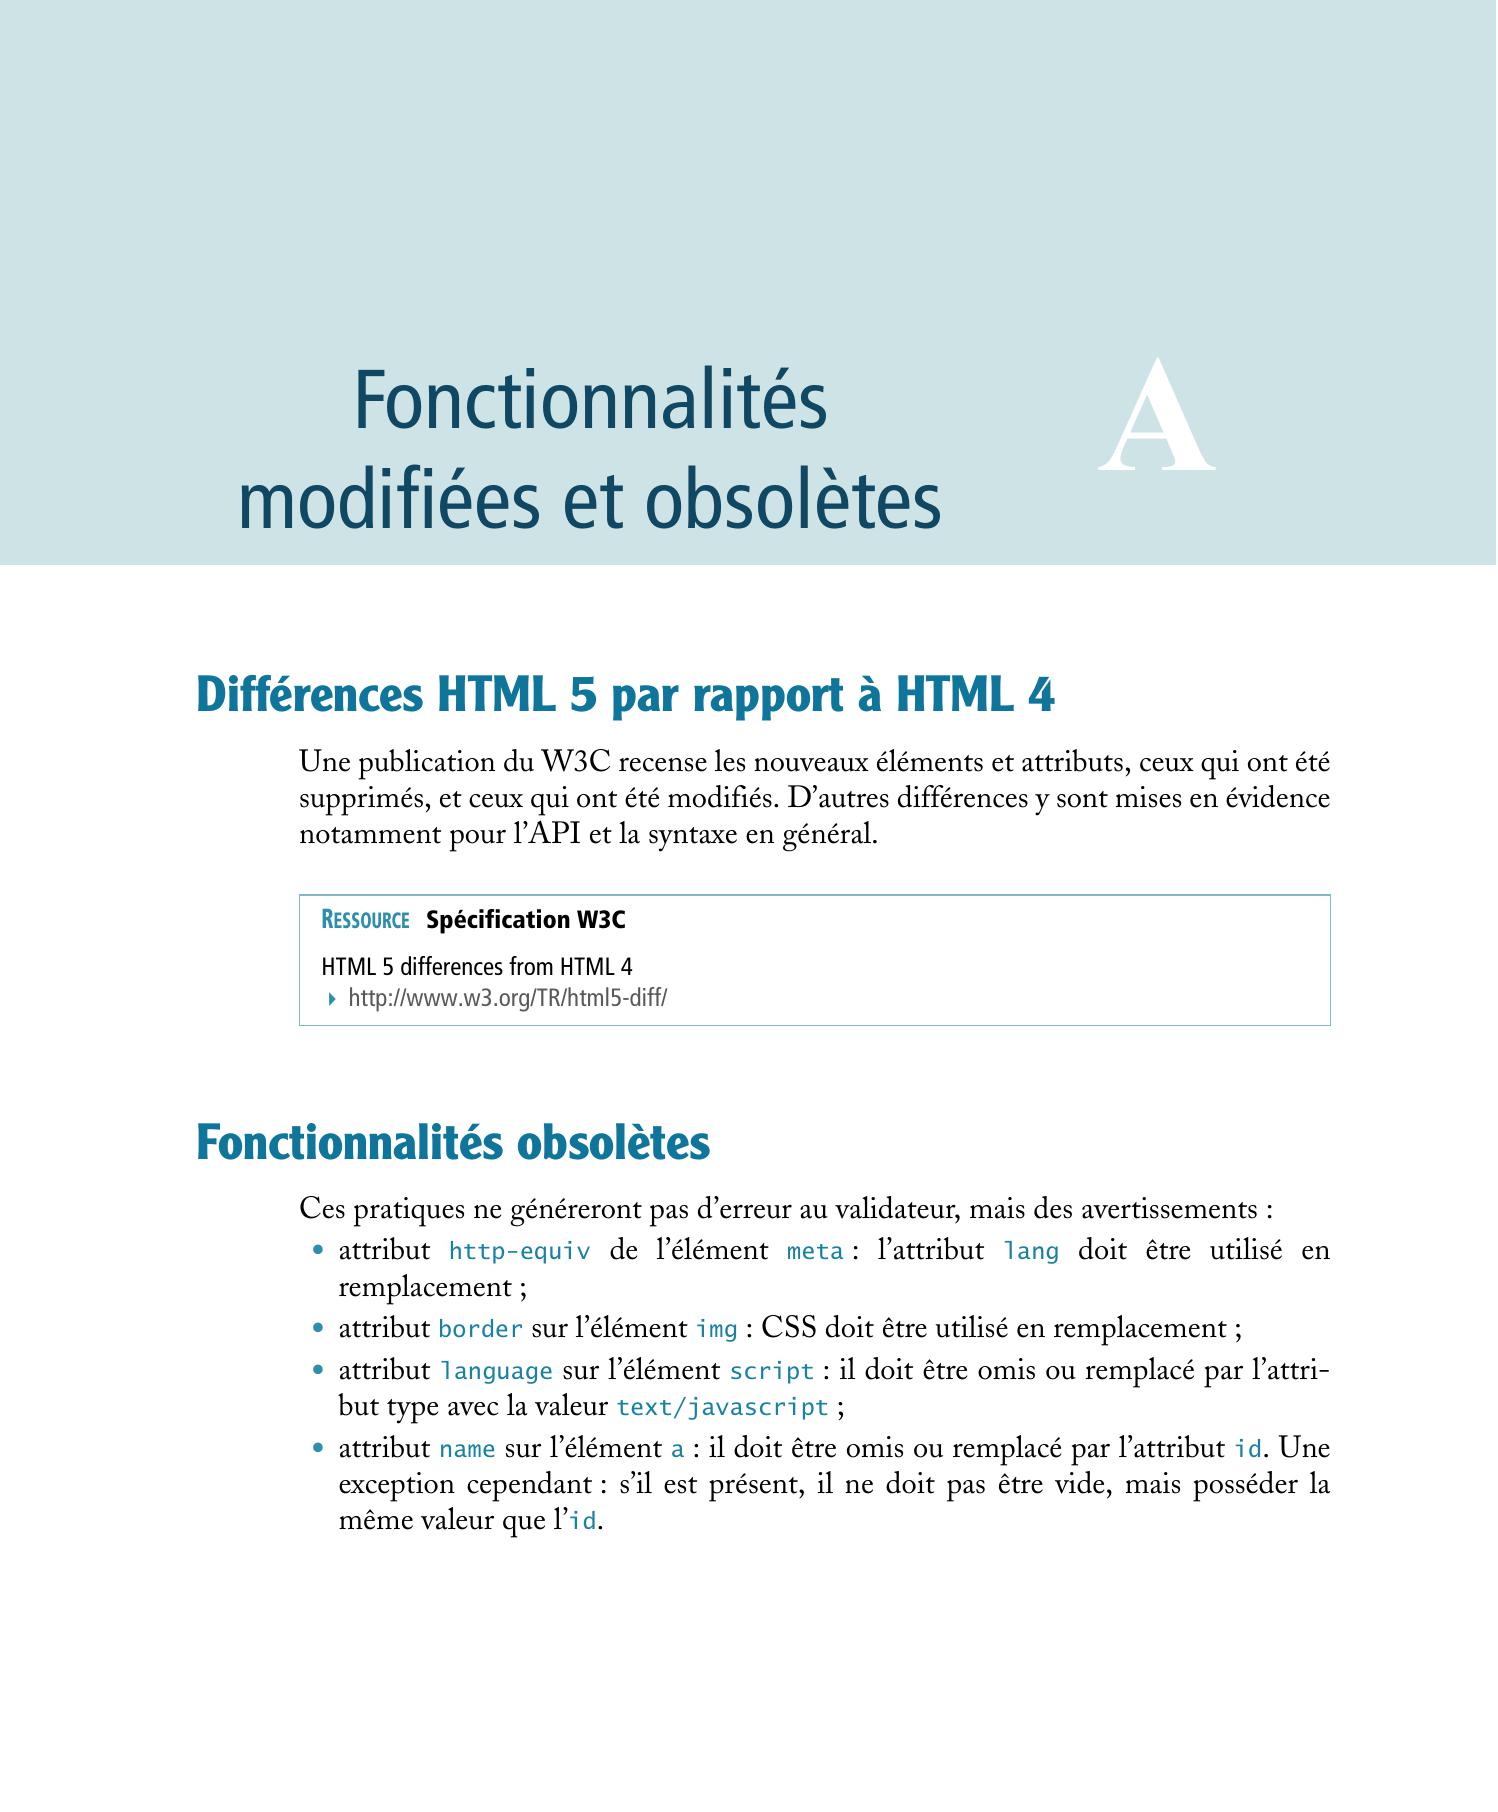 Fonctionnalités
modifiées et obsolètes
A
Différences HTML 5 par rapport à HTML 4
Une publication du W3C recense les nouveaux éléments et attributs, ceux qui ont été
supprimés, et ceux qui ont été modifiés. D’autres différences y sont mises en évidence
notamment pour l’API et la syntaxe en général.
RESSOURCE Spécification W3C
HTML 5 differences from HTML 4
http://www.w3.org/TR/html5-diff/
Fonctionnalités obsolètes
Ces pratiques ne généreront pas d’erreur au validateur, mais des avertissements :
• attribut http-equiv de l’élément meta : l’attribut lang doit être utilisé en
remplacement ;
• attribut border sur l’élément img : CSS doit être utilisé en remplacement ;
• attribut language sur l’élément script : il doit être omis ou remplacé par l’attri-
but type avec la valeur text/javascript ;
• attribut name sur l’élément a : il doit être omis ou remplacé par l’attribut id. Une
exception cependant : s’il est présent, il ne doit pas être vide, mais posséder la
même valeur que l’id.